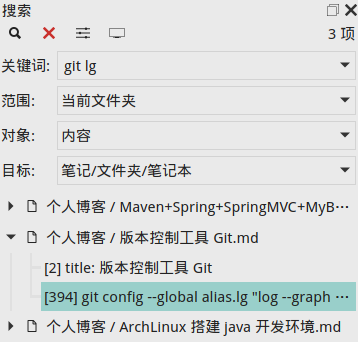 搜索
3 项
关键词: git lg
范围: 当前文件夹
对象: 内容
目标: 笔记/文件夹/笔记本
个人博客 / Maven+Spring+SpringMVC+MyB···
个人博客 / 版本控制工具 Git.md
[2] title: 版本控制工具 Git
[394] git config --global alias.lg "log --graph ···
个人博客 / ArchLinux 搭建 java 开发环境.md